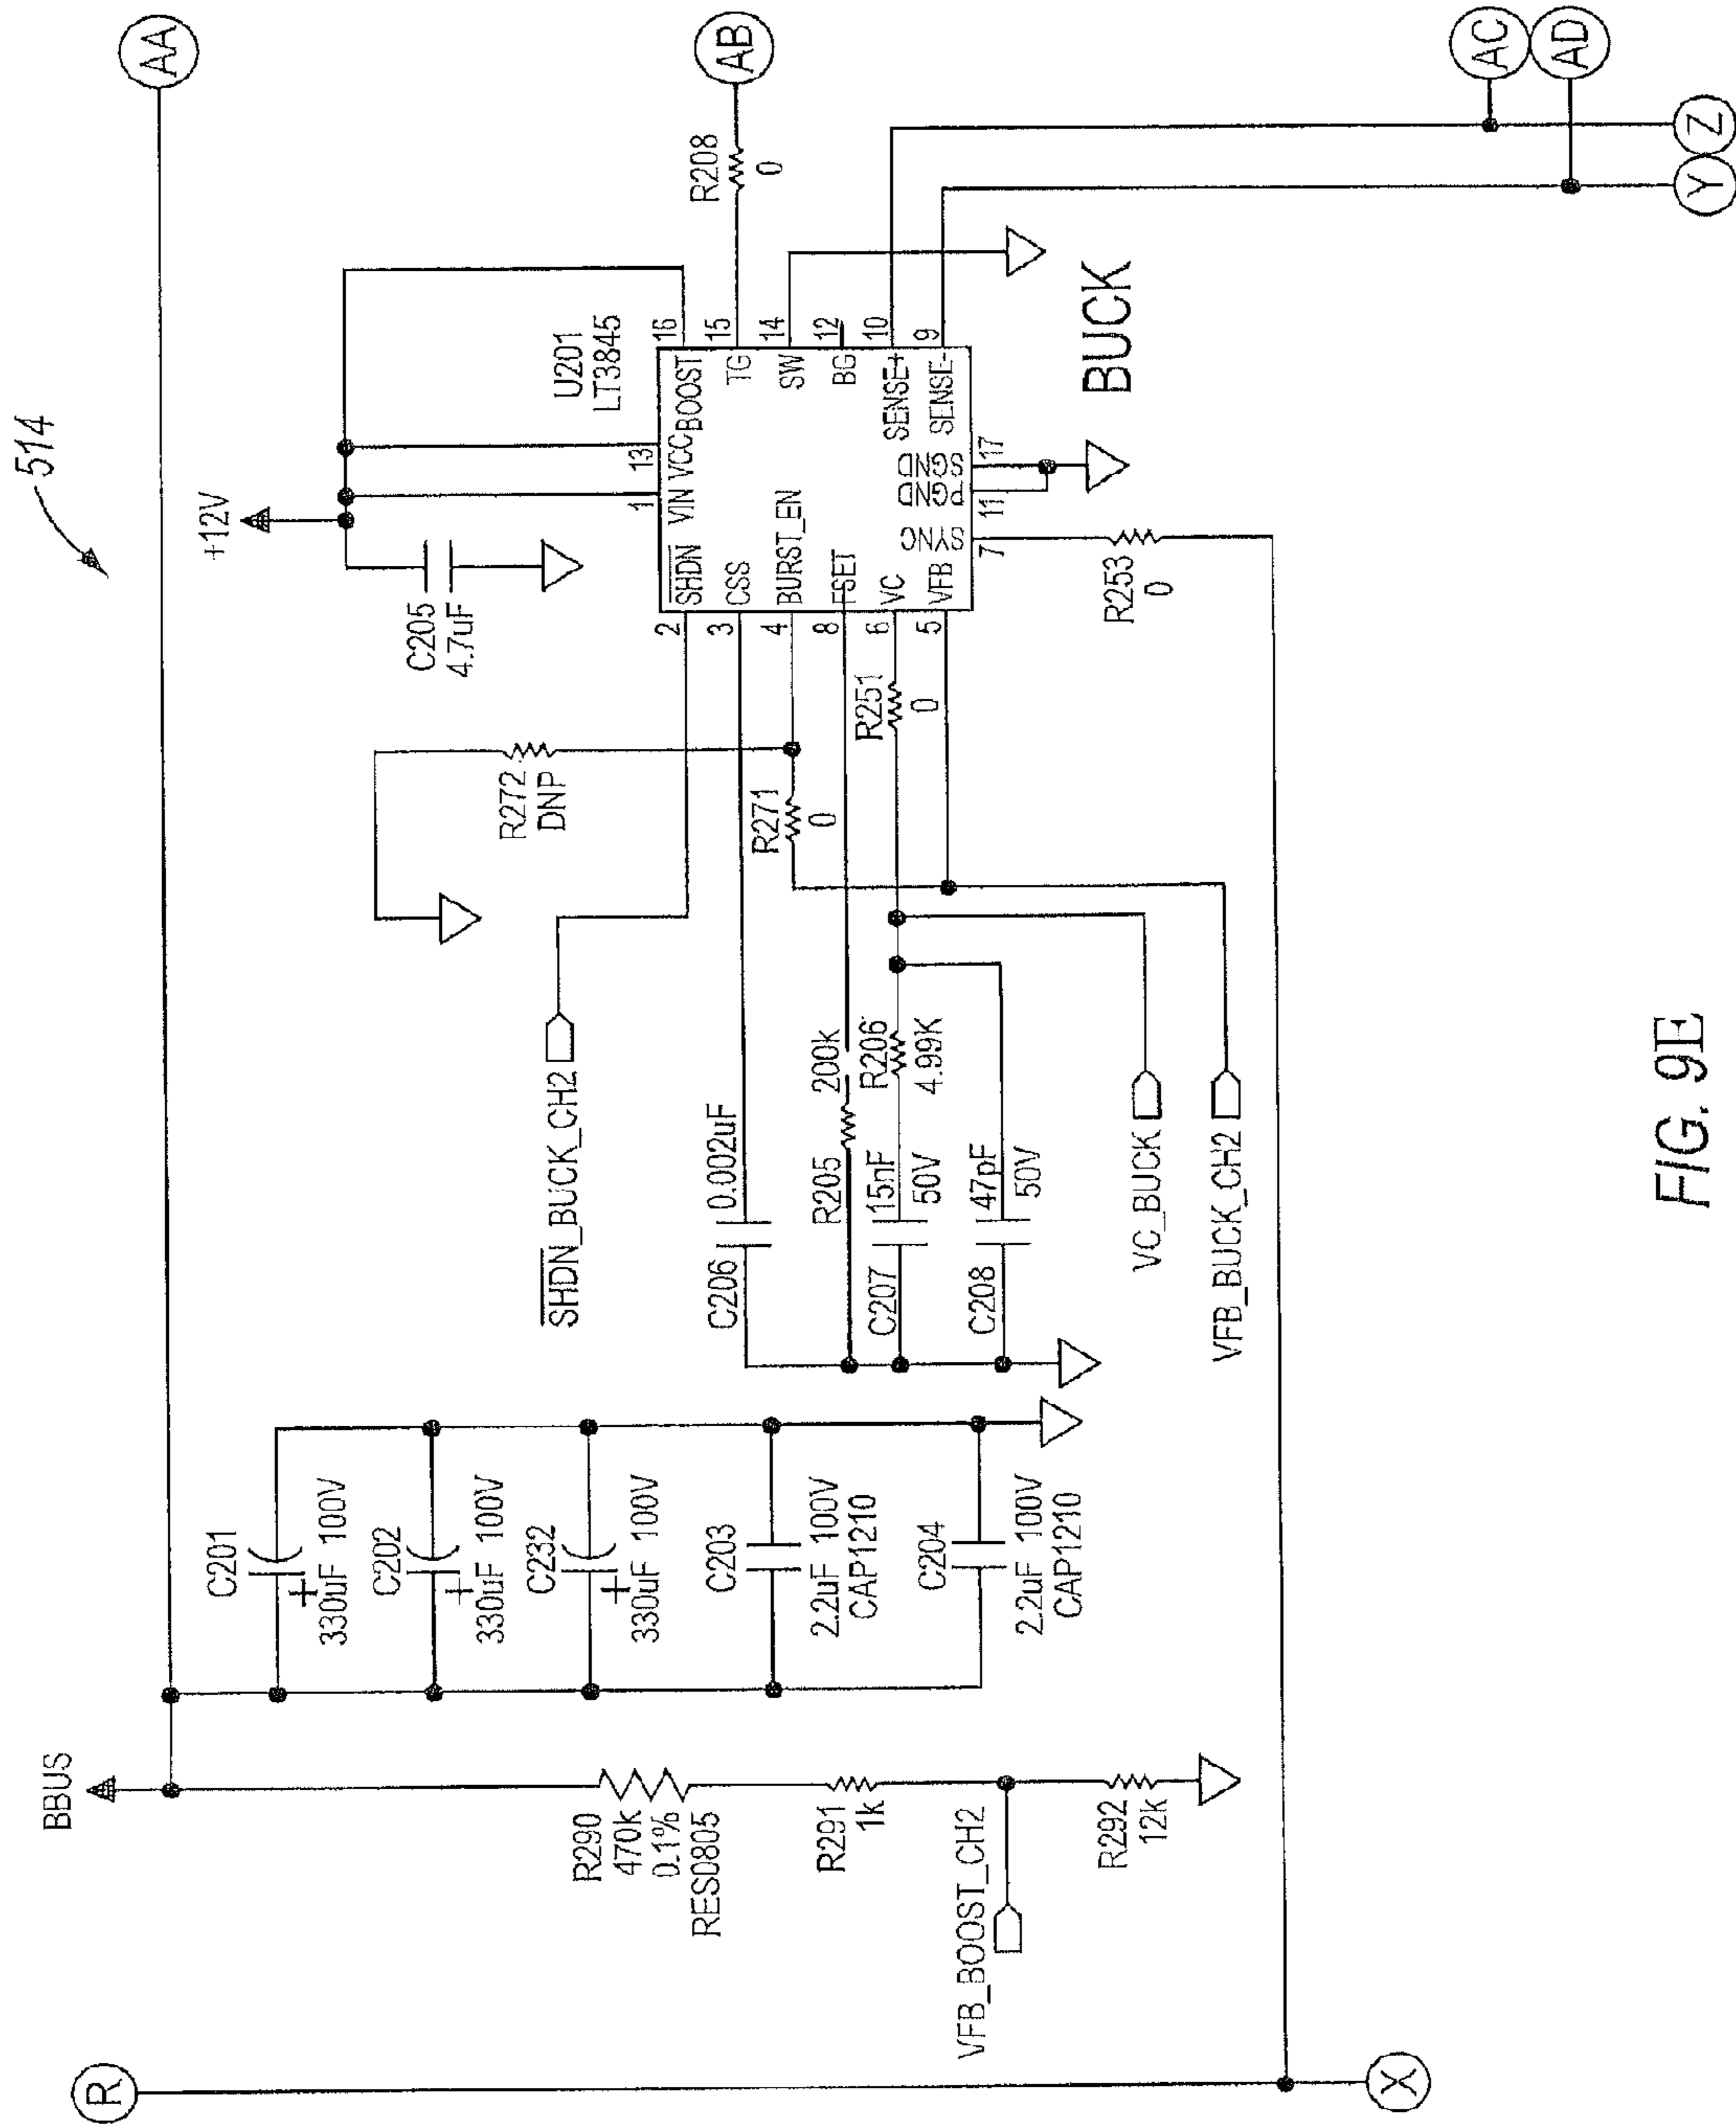 514
R
X
BBUS
R290
470k
0.1%
RES0805
R291
1k
VFB_BOOST_CH2
R292
12k
C201
330uF 100V
C202
330uF 100V
C232
330uF 100V
C203
2.2uF 100V
CAP1210
C204
2.2uF 100V
CAP1210
SHDN_BUCK_CH2
C206
0.002uF
R205
200k
R206
4.99K
C207
15nF
50V
C208
47pF
50V
VC_BUCK
VFB_BUCK_CH2
R272
DNP
R271
0
R251
0
+12V
C205
4.7uF
R253
0
U201
LT3845
1
VIN
13
VCC
16
BOOST
2
SHDN
3
CSS
4
BURST_EN
8
FSET
6
VC
5
VFB
15
TG
14
SW
12
BG
10
SENSE+
9
SENSE-
7
SYNC
11
PGND
17
SGND
BUCK
R208
0
AA
AB
AC
AD
Y
Z
FIG. 9E